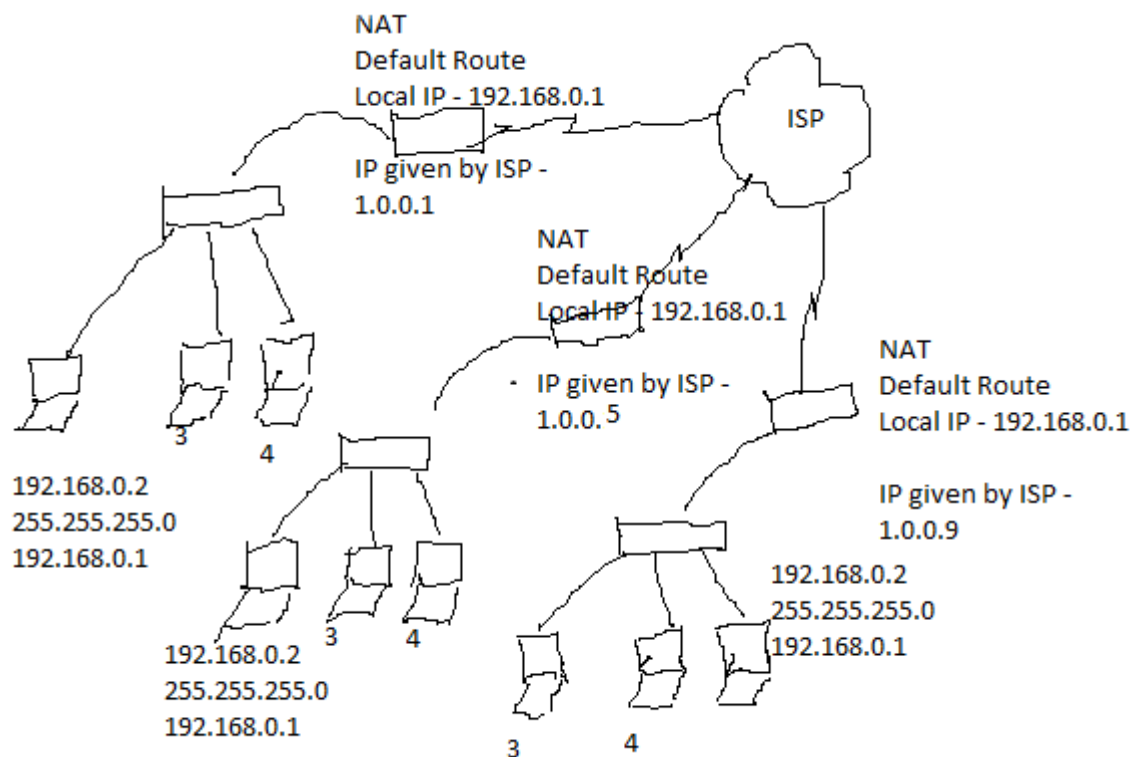 NAT
Default Route
Local IP - 192.168.0.1
IP given by ISP -
1.0.0.1
ISP
NAT
Default Route
Local IP - 192.168.0.1
IP given by ISP -
1.0.0.5
NAT
Default Route
Local IP - 192.168.0.1
IP given by ISP -
1.0.0.9
3
4
192.168.0.2
255.255.255.0
192.168.0.1
3
4
192.168.0.2
255.255.255.0
192.168.0.1
192.168.0.2
255.255.255.0
192.168.0.1
3
4